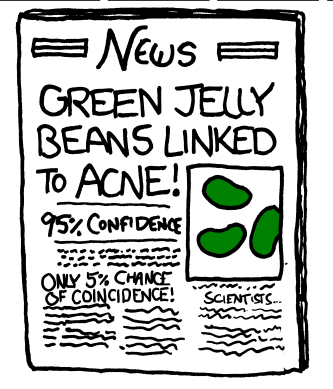 NEWS
GREEN JELLY
BEANS LINKED
TO ACNE!
95% CONFIDENCE
ONLY 5% CHANCE
OF COINCIDENCE!
SCIENTISTS...